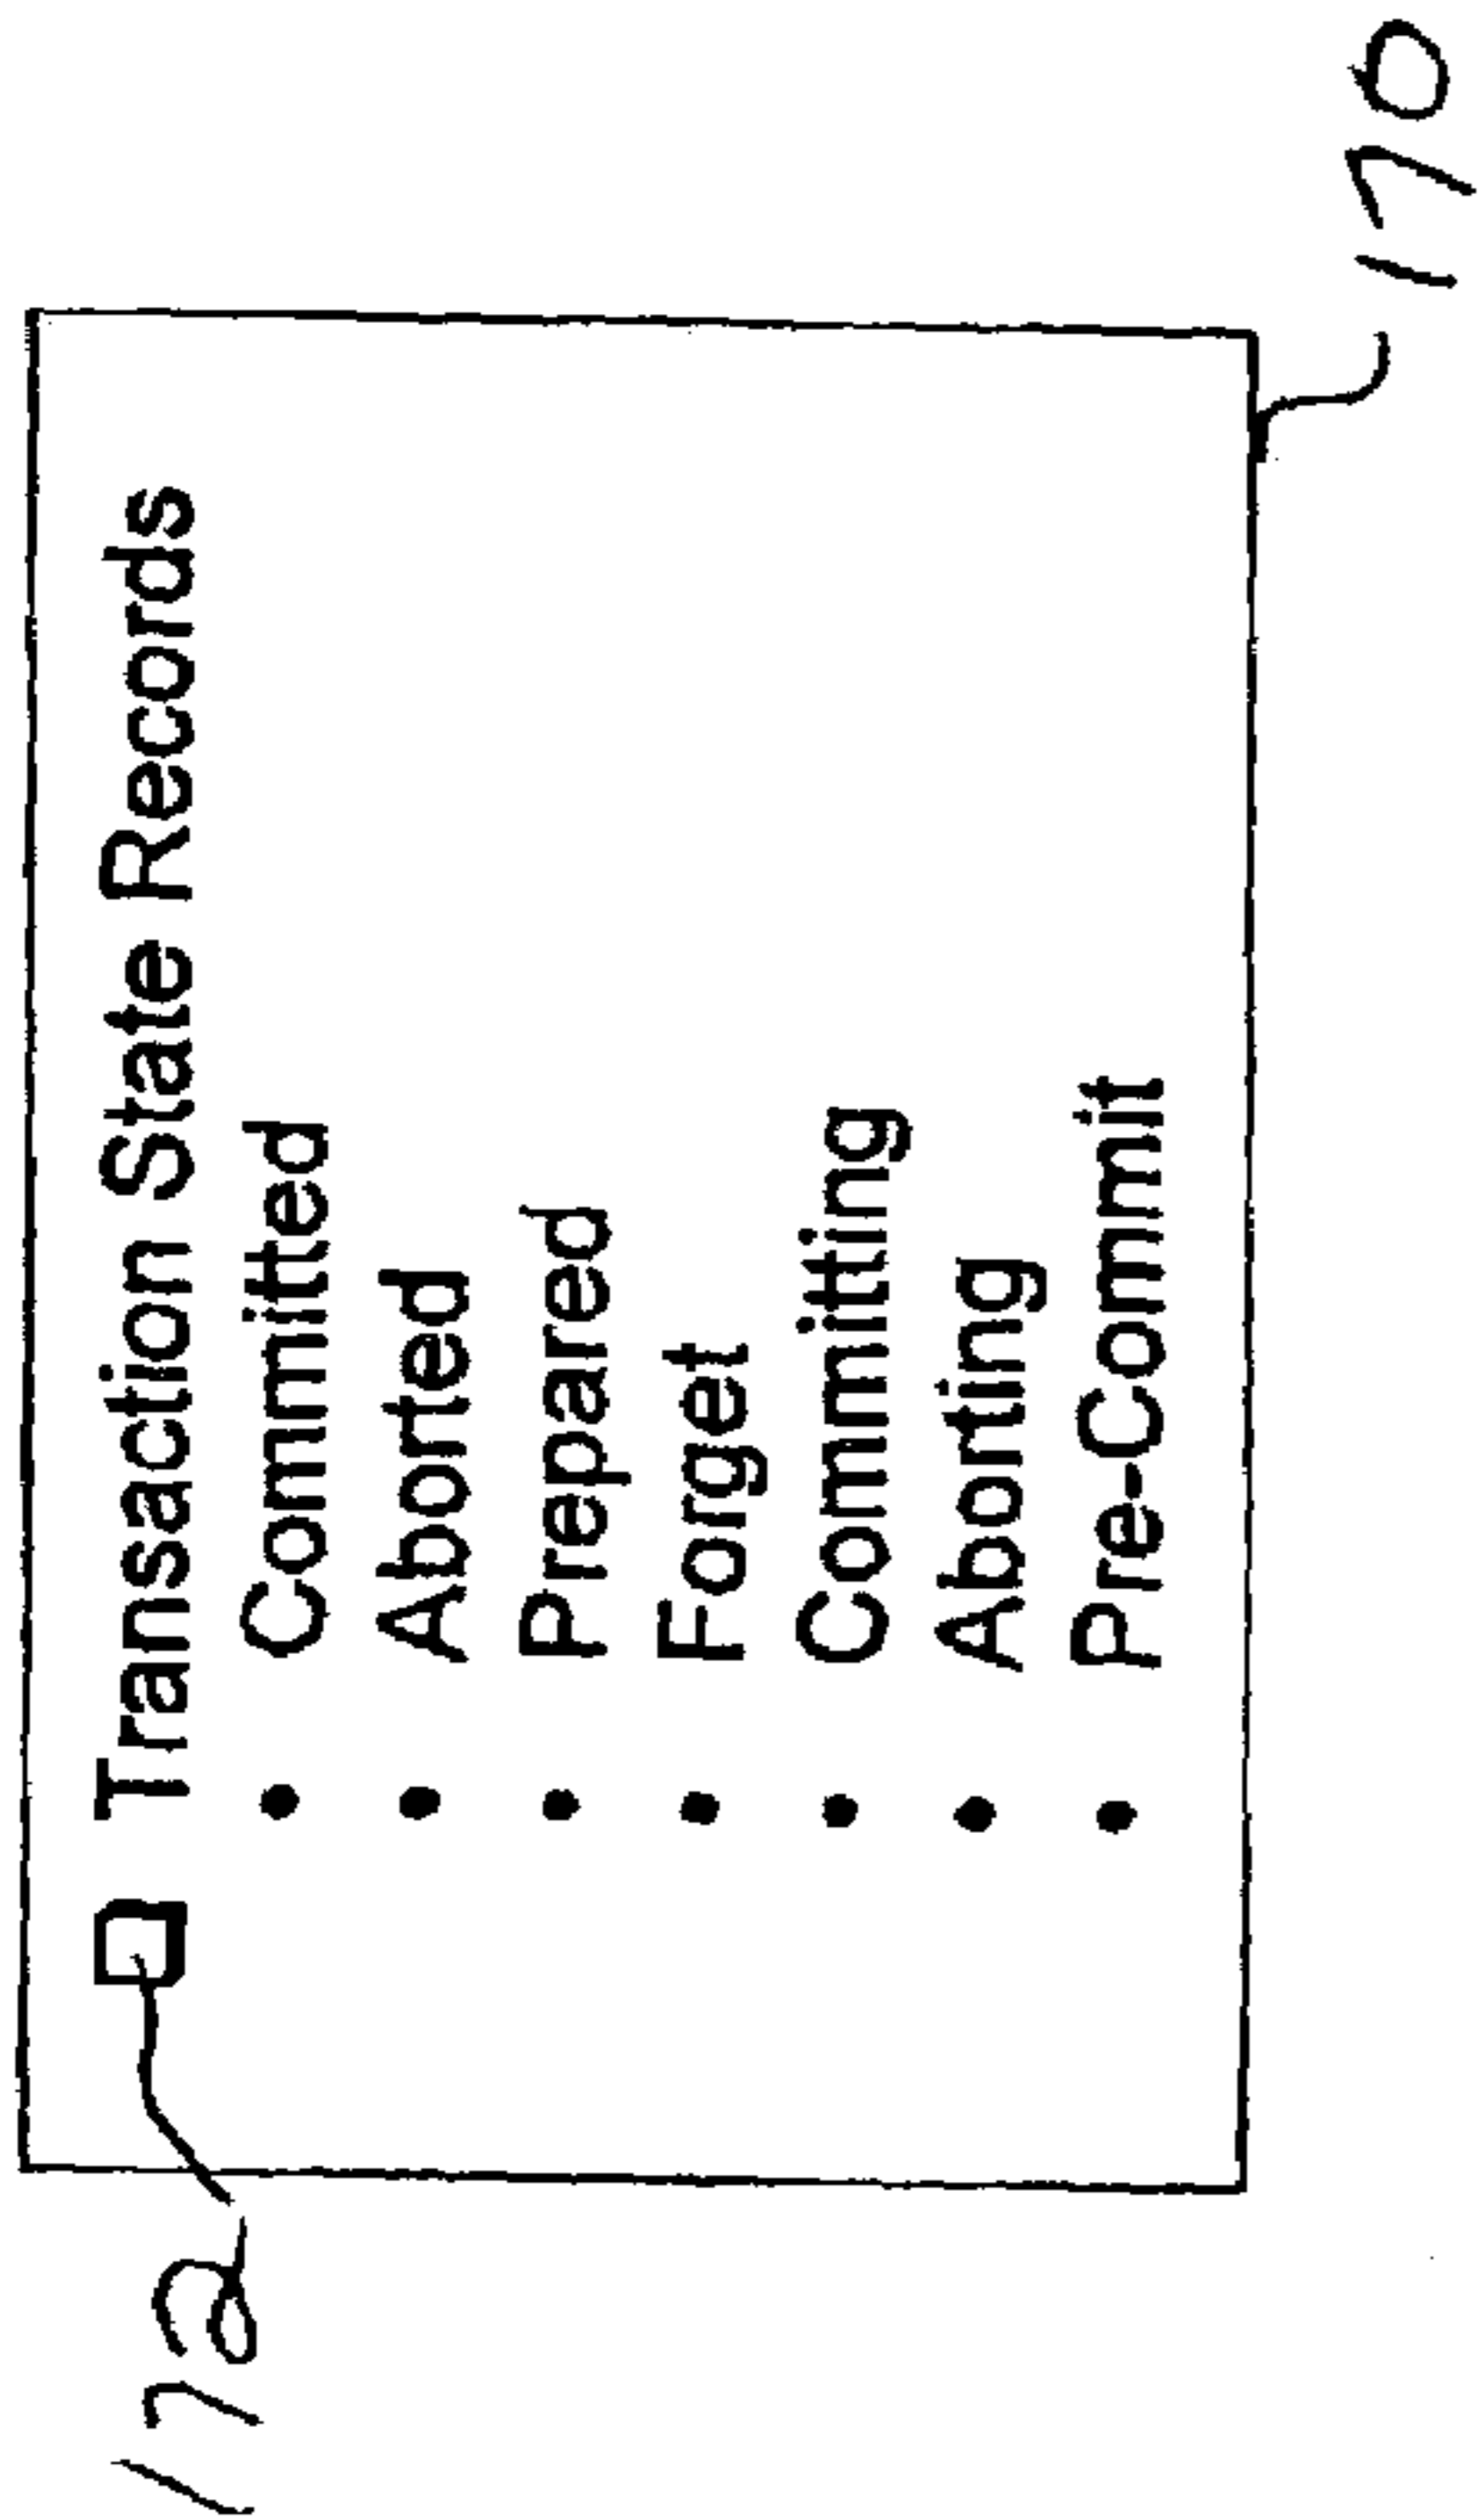 172
Transaction State Records
• Committed
• Aborted
• Prepared
• Forget
• Committing
• Aborting
• Pre-Commit
170